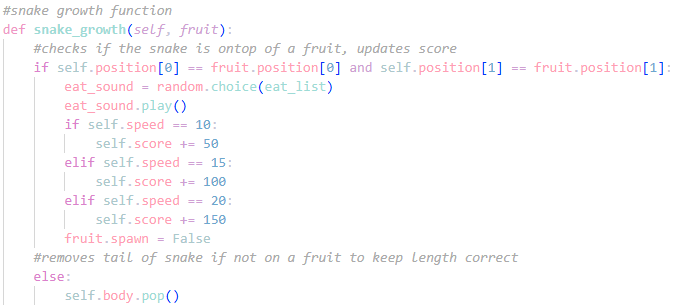 #snake growth function
def snake_growth(self, fruit):
    #checks if the snake is ontop of a fruit, updates score
    if self.position[0] == fruit.position[0] and self.position[1] == fruit.position[1]:
        eat_sound = random.choice(eat_list)
        eat_sound.play()
        if self.speed == 10:
            self.score += 50
        elif self.speed == 15:
            self.score += 100
        elif self.speed == 20:
            self.score += 150
        fruit.spawn = False
    #removes tail of snake if not on a fruit to keep length correct
    else:
        self.body.pop()